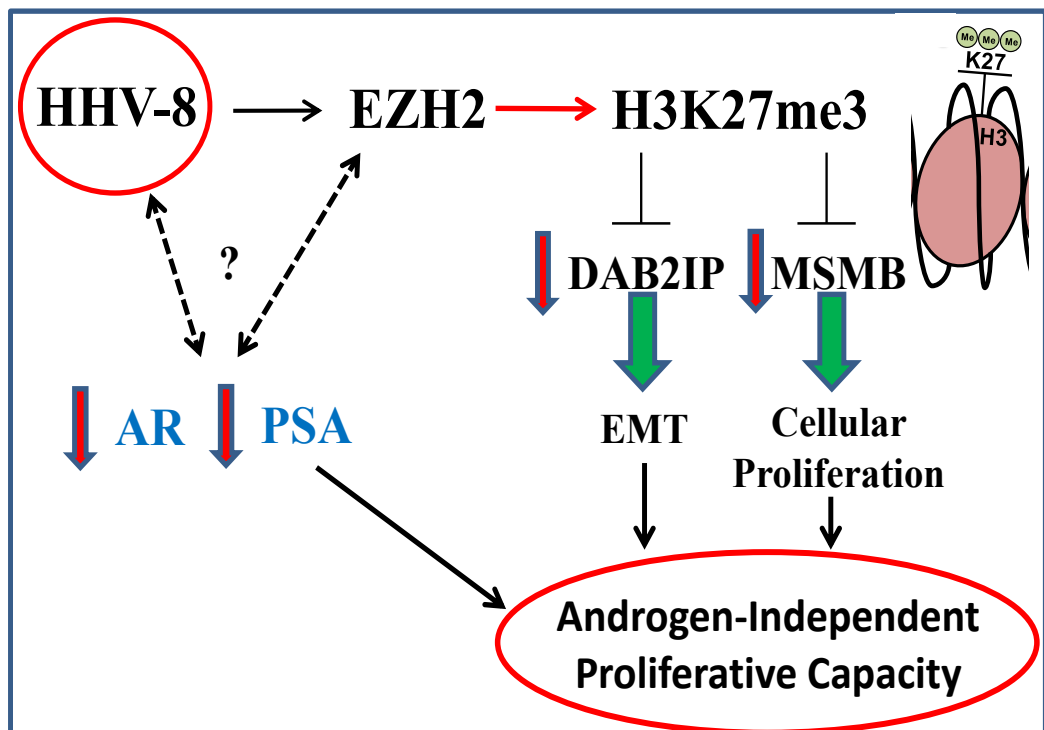 Me Me Me
K27
HHV-8 EZH2 H3K27me3
H3
?
DAB2IP MSMB
AR PSA
EMT
Cellular
Proliferation
Androgen-Independent
Proliferative Capacity